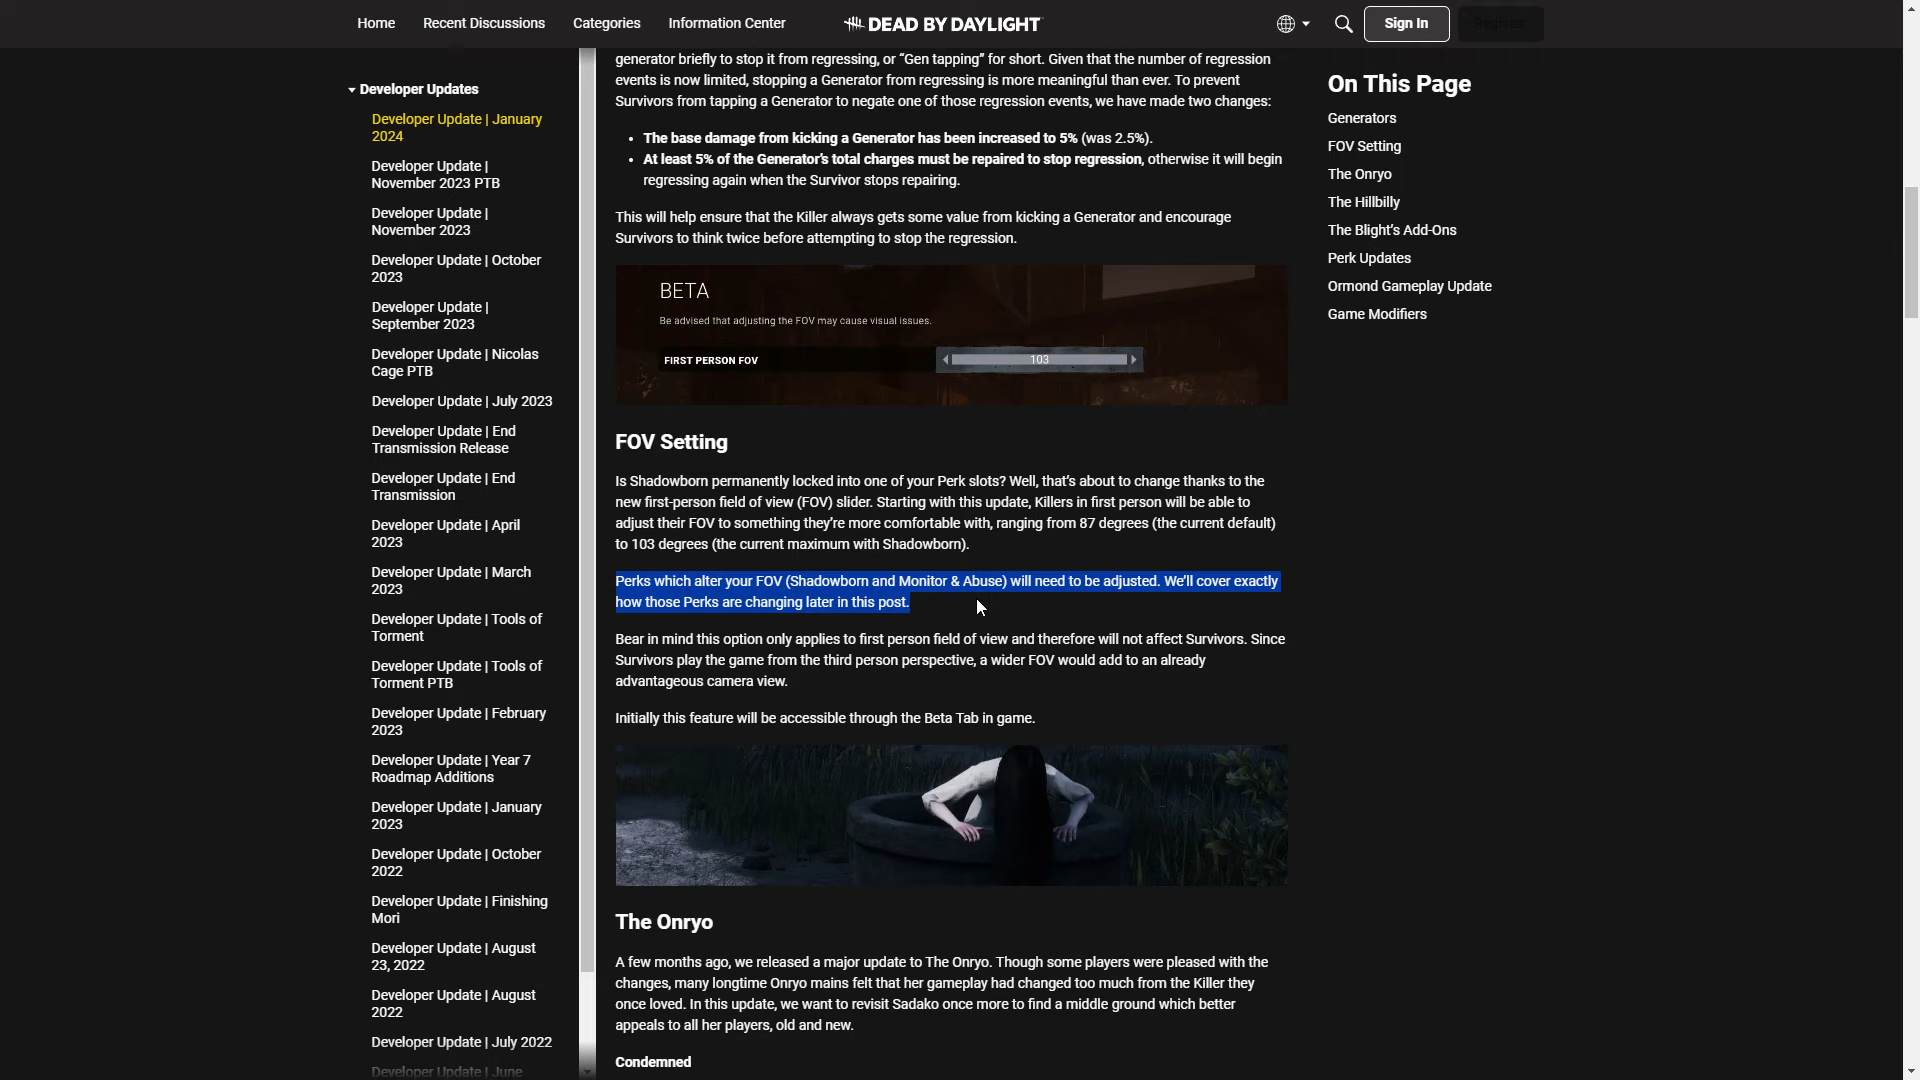 Home
Recent Discussions
Categories
Information Center
DEAD BY DAYLIGHT
Sign In
Register
Developer Updates
Developer Update | January
2024
Developer Update |
November 2023 PTB
Developer Update |
November 2023
Developer Update | October
2023
Developer Update |
September 2023
Developer Update | Nicolas
Cage PTB
Developer Update | July 2023
Developer Update | End
Transmission Release
Developer Update | End
Transmission
Developer Update | April
2023
Developer Update | March
2023
Developer Update | Tools of
Torment
Developer Update | Tools of
Torment PTB
Developer Update | February
2023
Developer Update | Year 7
Roadmap Additions
Developer Update | January
2023
Developer Update | October
2022
Developer Update | Finishing
Mori
Developer Update | August
23, 2022
Developer Update | August
2022
Developer Update | July 2022
Developer Update | June
generator briefly to stop it from regressing, or “Gen tapping” for short. Given that the number of regression
events is now limited, stopping a Generator from regressing is more meaningful than ever. To prevent
Survivors from tapping a Generator to negate one of those regression events, we have made two changes:
• The base damage from kicking a Generator has been increased to 5% (was 2.5%).
• At least 5% of the Generator’s total charges must be repaired to stop regression, otherwise it will begin
regressing again when the Survivor stops repairing.
This will help ensure that the Killer always gets some value from kicking a Generator and encourage
Survivors to think twice before attempting to stop the regression.
BETA
Be advised that adjusting the FOV may cause visual issues.
FIRST PERSON FOV
103
FOV Setting
Is Shadowborn permanently locked into one of your Perk slots? Well, that’s about to change thanks to the
new first-person field of view (FOV) slider. Starting with this update, Killers in first person will be able to
adjust their FOV to something they’re more comfortable with, ranging from 87 degrees (the current default)
to 103 degrees (the current maximum with Shadowborn).
Perks which alter your FOV (Shadowborn and Monitor & Abuse) will need to be adjusted. We’ll cover exactly
how those Perks are changing later in this post.
Bear in mind this option only applies to first person field of view and therefore will not affect Survivors. Since
Survivors play the game from the third person perspective, a wider FOV would add to an already
advantageous camera view.
Initially this feature will be accessible through the Beta Tab in game.
The Onryo
A few months ago, we released a major update to The Onryo. Though some players were pleased with the
changes, many longtime Onryo mains felt that her gameplay had changed too much from the Killer they
once loved. In this update, we want to revisit Sadako once more to find a middle ground which better
appeals to all her players, old and new.
Condemned
On This Page
Generators
FOV Setting
The Onryo
The Hillbilly
The Blight’s Add-Ons
Perk Updates
Ormond Gameplay Update
Game Modifiers